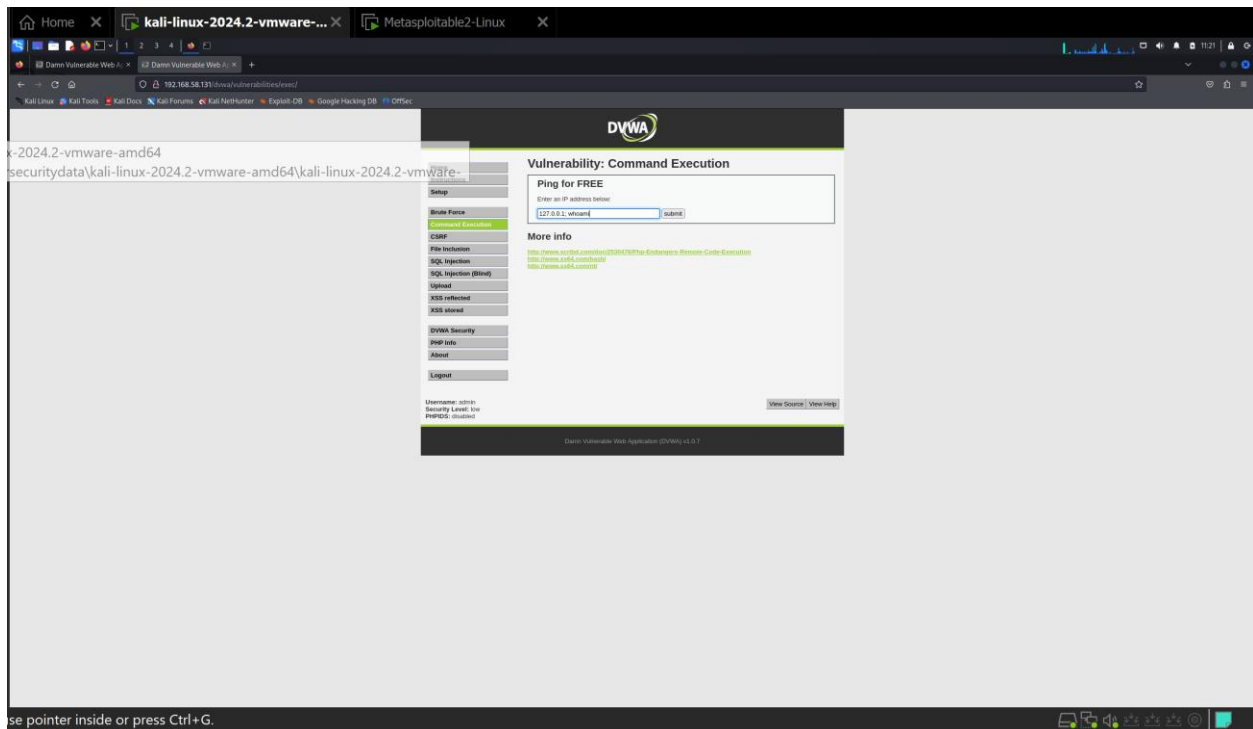 Home
kali-linux-2024.2-vmware-...
Metasploitable2-Linux
1 2 3 4
11:21
Damn Vulnerable Web A
Damn Vulnerable Web A
192.168.58.131/dvwa/vulnerabilities/exec/
Kali Linux Kali Tools Kali Docs Kali Forums Kali NetHunter Exploit-DB Google Hacking DB OffSec
DVWA
x-2024.2-vmware-amd64
securitydata\kali-linux-2024.2-vmware-amd64\kali-linux-2024.2-vmware-
Home
Instructions
Setup
Brute Force
Command Execution
CSRF
File Inclusion
SQL Injection
SQL Injection (Blind)
Upload
XSS reflected
XSS stored
DVWA Security
PHP Info
About
Logout
Vulnerability: Command Execution
Ping for FREE
Enter an IP address below:
127.0.0.1; whoami
submit
More info
Username: admin
Security Level: low
PHPIDS: disabled
View Source View Help
Damn Vulnerable Web Application (DVWA) v1.0.7
se pointer inside or press Ctrl+G.